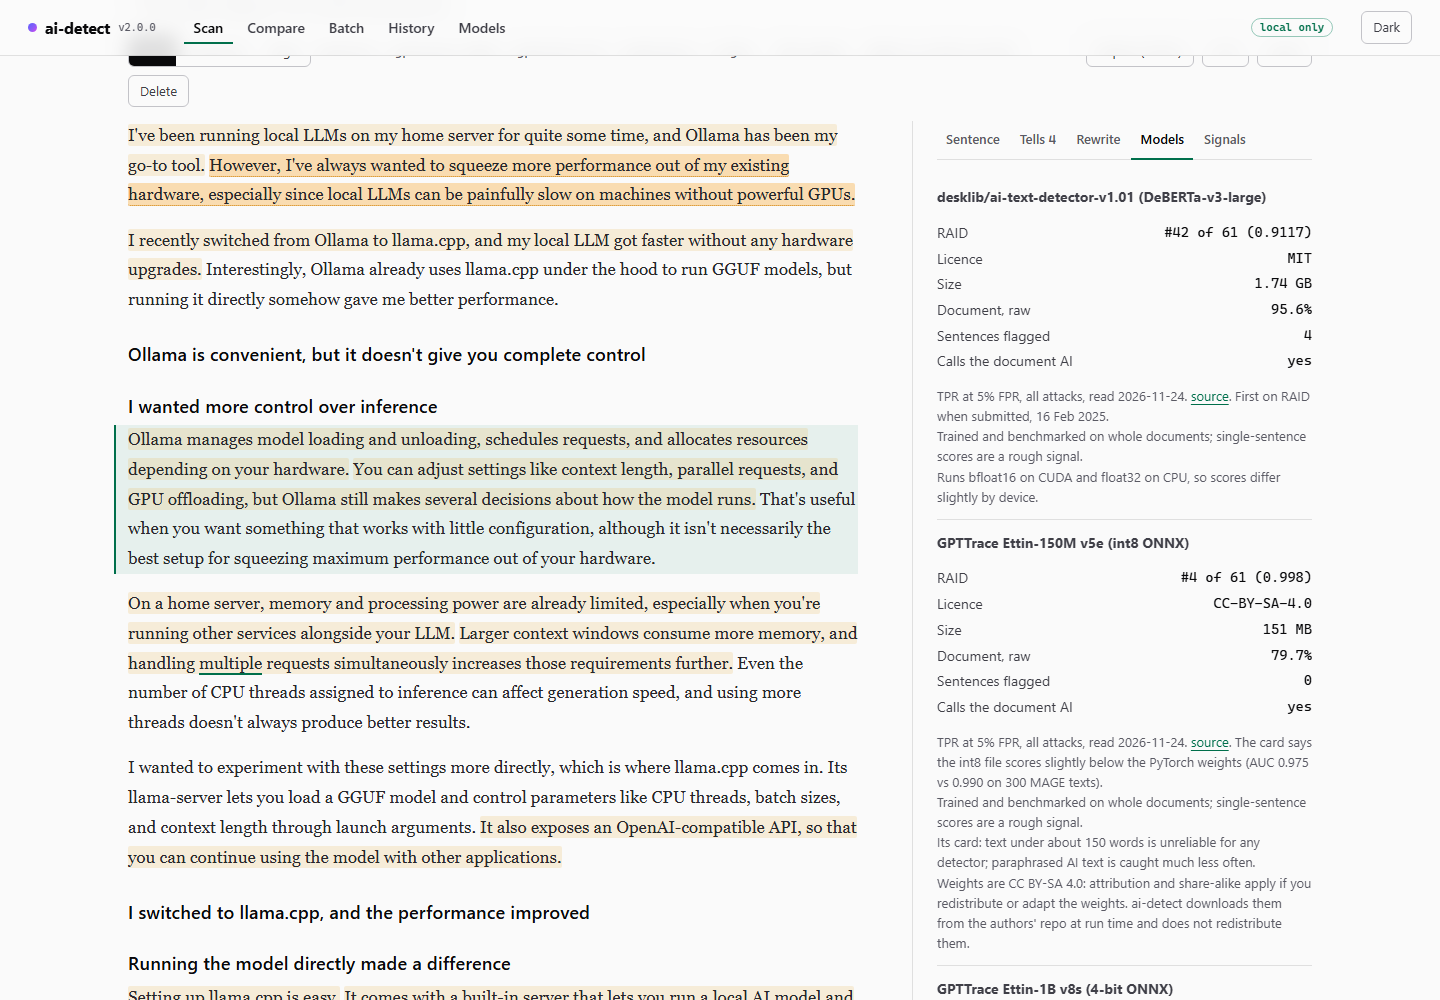 ai-detect v2.0.0 Scan Compare Batch History Models local only Dark
Delete
I've been running local LLMs on my home server for quite some time, and Ollama has been my
go-to tool. However, I've always wanted to squeeze more performance out of my existing
hardware, especially since local LLMs can be painfully slow on machines without powerful GPUs.
I recently switched from Ollama to llama.cpp, and my local LLM got faster without any hardware
upgrades. Interestingly, Ollama already uses llama.cpp under the hood to run GGUF models, but
running it directly somehow gave me better performance.
Ollama is convenient, but it doesn't give you complete control
I wanted more control over inference
Ollama manages model loading and unloading, schedules requests, and allocates resources
depending on your hardware. You can adjust settings like context length, parallel requests, and
GPU offloading, but Ollama still makes several decisions about how the model runs. That's useful
when you want something that works with little configuration, although it isn't necessarily the
best setup for squeezing maximum performance out of your hardware.
On a home server, memory and processing power are already limited, especially when you're
running other services alongside your LLM. Larger context windows consume more memory, and
handling multiple requests simultaneously increases those requirements further. Even the
number of CPU threads assigned to inference can affect generation speed, and using more
threads doesn't always produce better results.
I wanted to experiment with these settings more directly, which is where llama.cpp comes in. Its
llama-server lets you load a GGUF model and control parameters like CPU threads, batch sizes,
and context length through launch arguments. It also exposes an OpenAI-compatible API, so that
you can continue using the model with other applications.
I switched to llama.cpp, and the performance improved
Running the model directly made a difference
Setting up llama.cpp is easy. It comes with a built-in server that lets you run a local AI model and
Sentence Tells 4 Rewrite Models Signals
desklib/ai-text-detector-v1.01 (DeBERTa-v3-large)
RAID #42 of 61 (0.9117)
Licence MIT
Size 1.74 GB
Document, raw 95.6%
Sentences flagged 4
Calls the document AI yes
TPR at 5% FPR, all attacks, read 2026-11-24. source. First on RAID
when submitted, 16 Feb 2025.
Trained and benchmarked on whole documents; single-sentence
scores are a rough signal.
Runs bfloat16 on CUDA and float32 on CPU, so scores differ
slightly by device.
GPTTrace Ettin-150M v5e (int8 ONNX)
RAID #4 of 61 (0.998)
Licence CC-BY-SA-4.0
Size 151 MB
Document, raw 79.7%
Sentences flagged 0
Calls the document AI yes
TPR at 5% FPR, all attacks, read 2026-11-24. source. The card says
the int8 file scores slightly below the PyTorch weights (AUC 0.975
vs 0.990 on 300 MAGE texts).
Trained and benchmarked on whole documents; single-sentence
scores are a rough signal.
Its card: text under about 150 words is unreliable for any
detector; paraphrased AI text is caught much less often.
Weights are CC BY-SA 4.0: attribution and share-alike apply if you
redistribute or adapt the weights. ai-detect downloads them
from the authors' repo at run time and does not redistribute
them.
GPTTrace Ettin-1B v8s (4-bit ONNX)